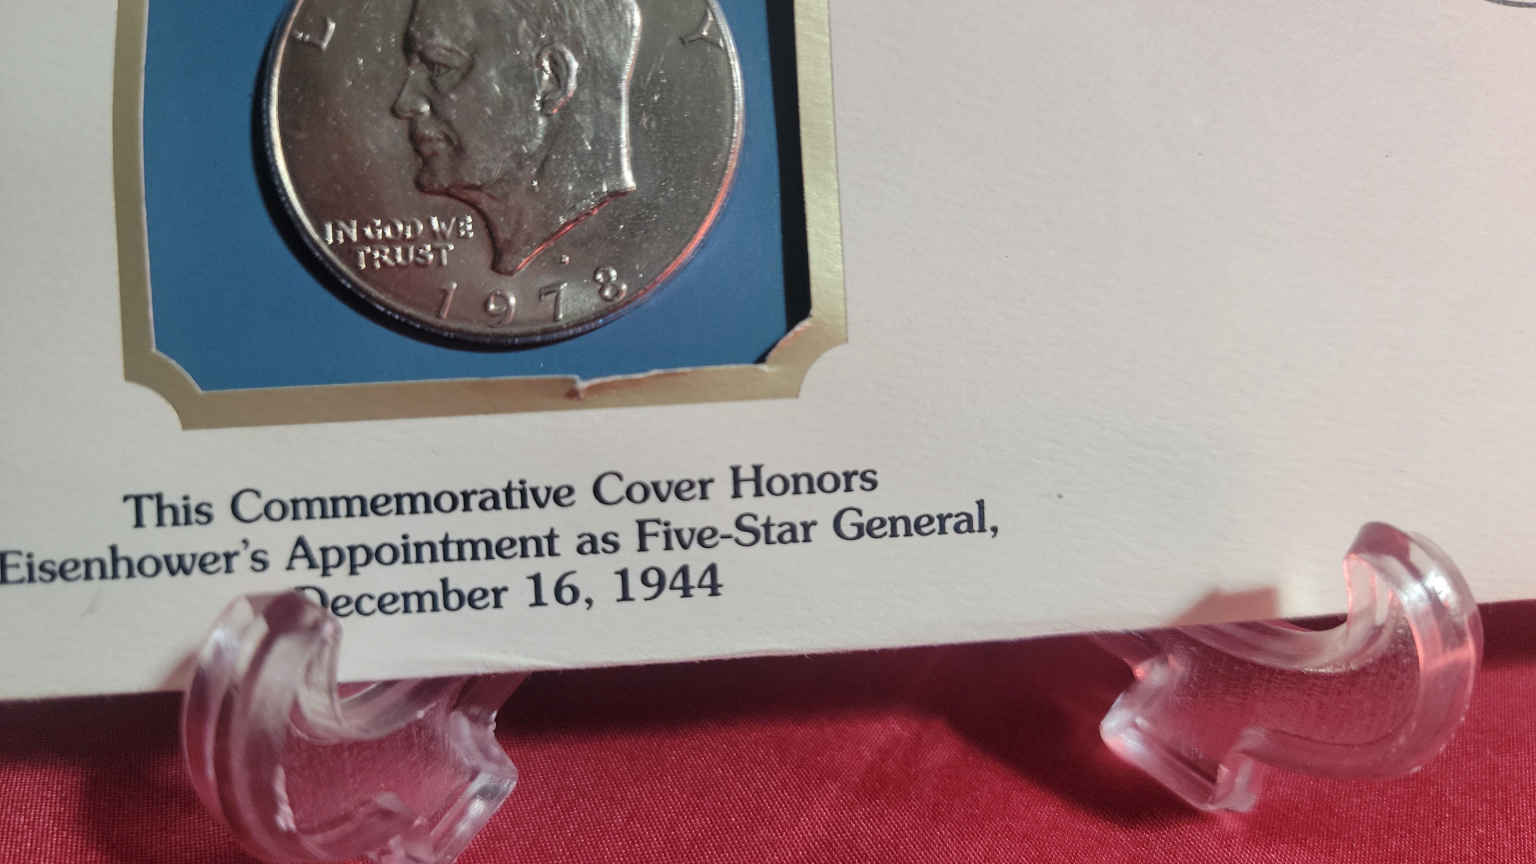 L Y
IN GOD WE
TRUST
1978
This Commemorative Cover Honors
Eisenhower's Appointment as Five-Star General,
December 16, 1944